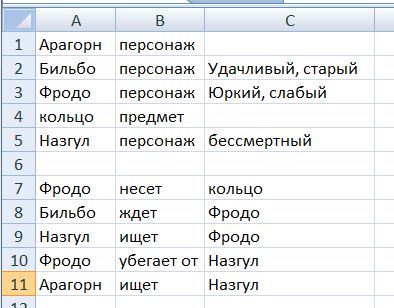 A B C
1 Арагорн персонаж
2 Бильбо персонаж Удачливый, старый
3 Фродо персонаж Юркий, слабый
4 кольцо предмет
5 Назгул персонаж бессмертный
6
7 Фродо несет кольцо
8 Бильбо ждет Фродо
9 Назгул ищет Фродо
10 Фродо убегает от Назгул
11 Арагорн ищет Назгул